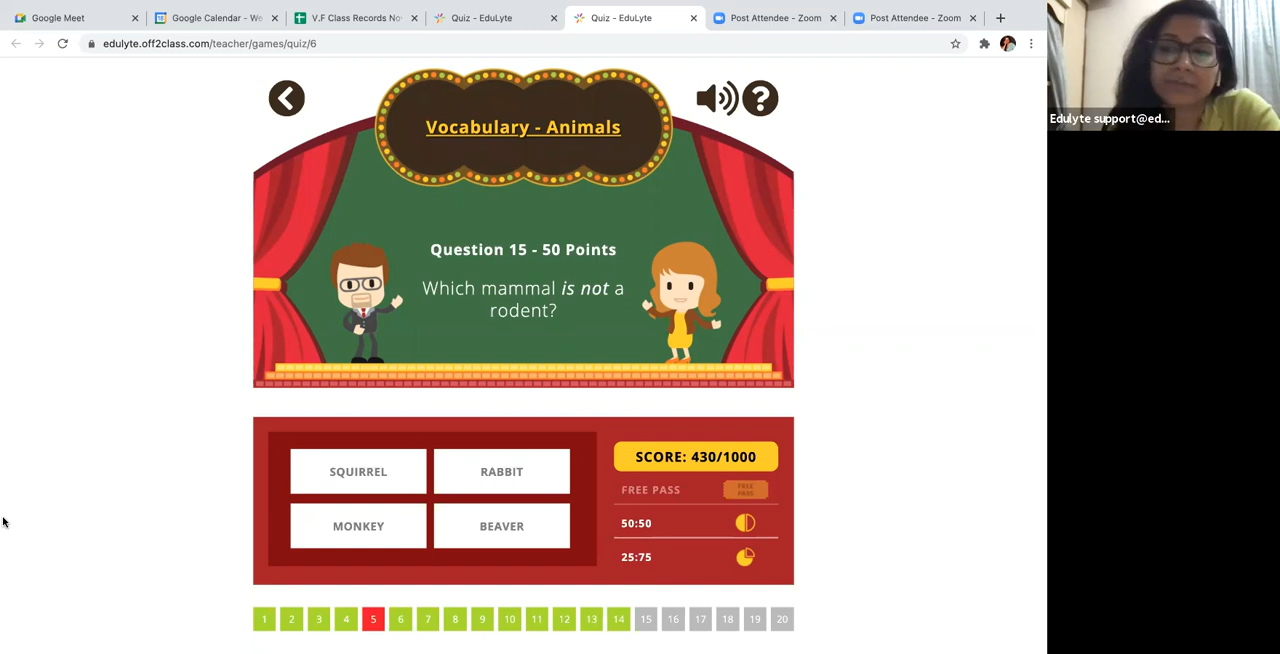 Google Meet
Google Calendar - We
V.F Class Records No
Quiz - EduLyte
Quiz - EduLyte
Post Attendee - Zoom
Post Attendee - Zoom
edulyte.off2class.com/teacher/games/quiz/6
Edulyte support@ed...
Vocabulary - Animals
Question 15 - 50 Points
Which mammal is not a
rodent?
SQUIRREL
RABBIT
MONKEY
BEAVER
SCORE: 430/1000
FREE PASS
FREE
PASS
50:50
25:75
1 2 3 4 5 6 7 8 9 10 11 12 13 14 15 16 17 18 19 20